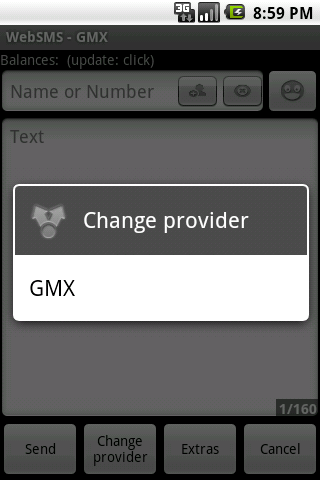 3G 8:59 PM
WebSMS - GMX
Balances: (update: click)
Name or Number
Text
Change provider
GMX
1/160
Send
Change
provider
Extras
Cancel